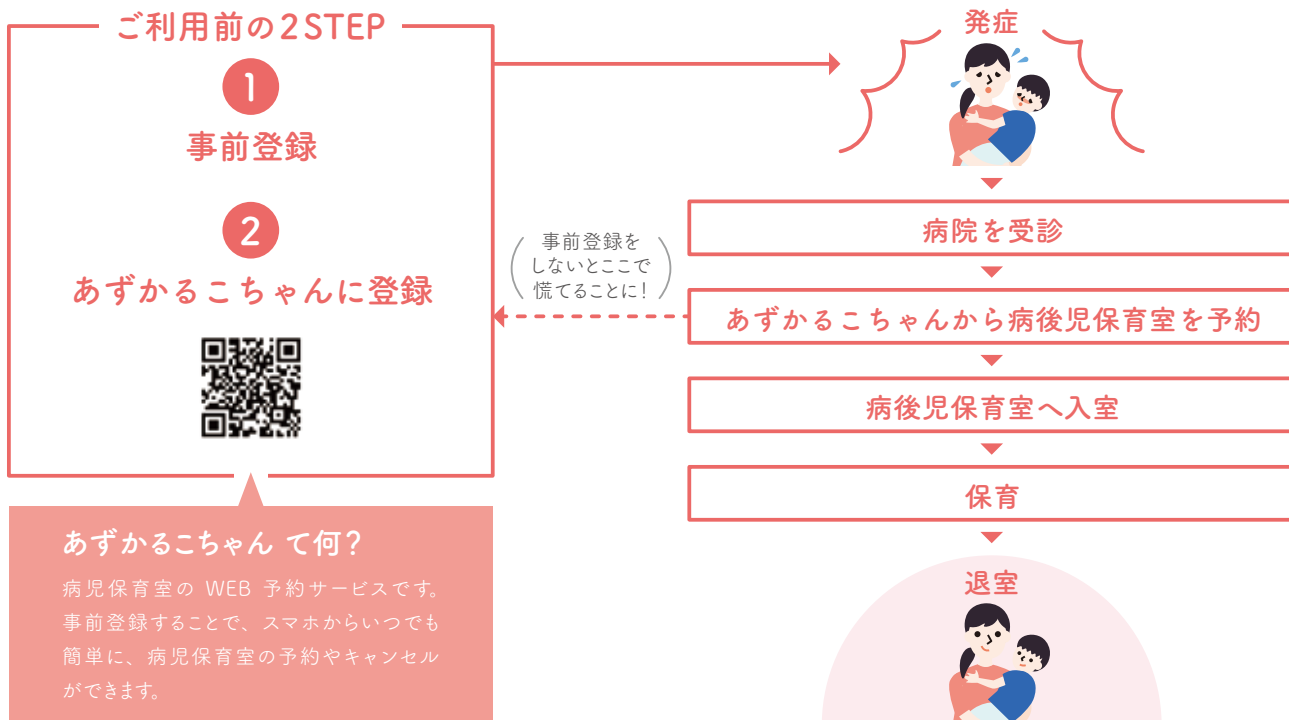 ご利用前の2STEP
1
事前登録
2
あずかるこちゃんに登録
あずかるこちゃん て何？
病児保育室の WEB 予約サービスです。
事前登録することで、スマホからいつでも
簡単に、病児保育室の予約やキャンセル
ができます。
発症
病院を受診
事前登録を
しないとここで
慌てることに！
あずかるこちゃんから病後児保育室を予約
病後児保育室へ入室
保育
退室